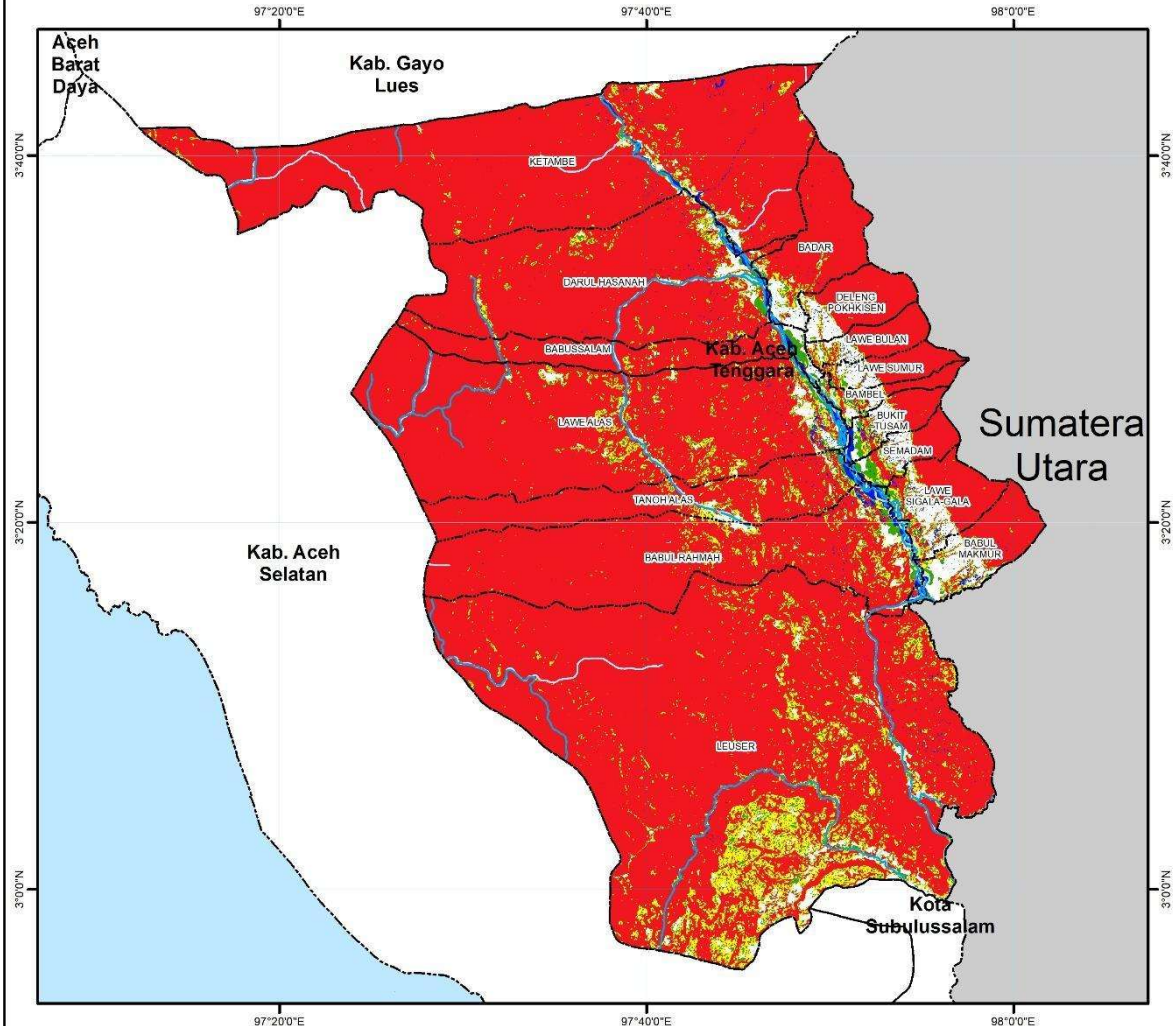 97°20'0"E
97°40'0"E
98°0'0"E
Aceh
Barat
Daya
Kab. Gayo
Lues
3°40'0"N
3°40'0"N
KETAMBE
BADAR
DARUL HASANAH
DELENG
POKHKISEN
BABUSSALAM
Kab. Aceh
Tenggara
LAWE BULAN
LAWE SUMUR
BAMBEL
LAWE ALAS
BUKIT
TUSAM
Sumatera
Utara
SEMADAM
TANOH ALAS
LAWE
SIGALA-GALA
3°20'0"N
3°20'0"N
Kab. Aceh
Selatan
BABUL RAHMAH
BABUL
MAKMUR
LEUSER
3°0'0"N
3°0'0"N
Kota
Subulussalam
97°20'0"E
97°40'0"E
98°0'0"E